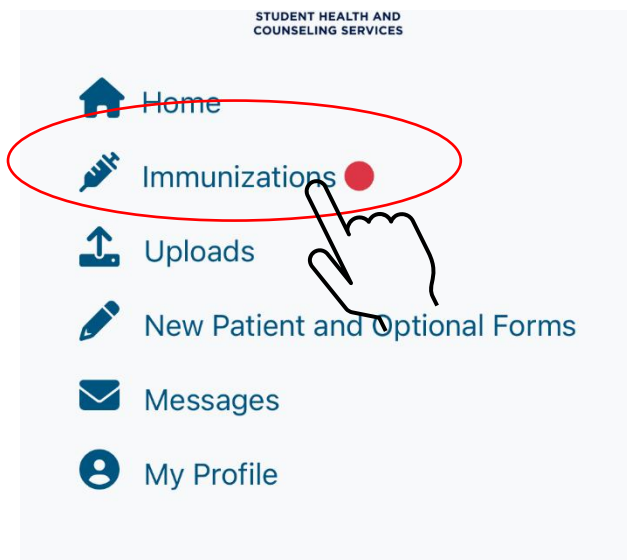 STUDENT HEALTH AND
COUNSELING SERVICES
Home
Immunizations
Uploads
New Patient and Optional Forms
Messages
My Profile